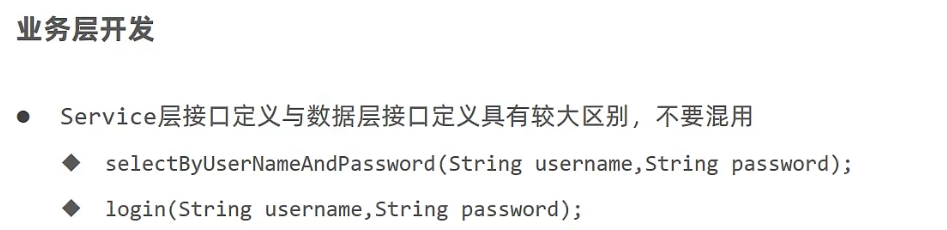 业务层开发
● Service层接口定义与数据层接口定义具有较大区别，不要混用
◆ selectByUserNameAndPassword(String username,String password);
◆ login(String username,String password);